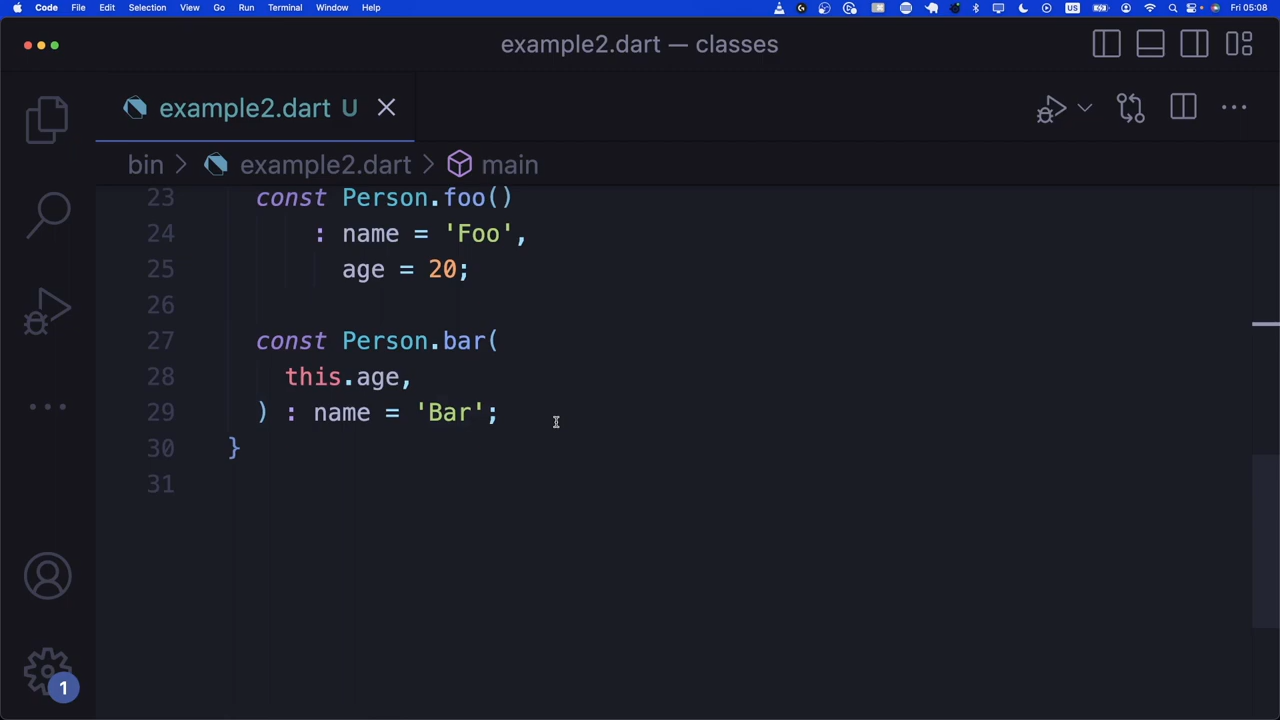 Code File Edit Selection View Go Run Terminal Window Help US Fri 05:08
example2.dart — classes
example2.dart U
bin > example2.dart > main
23 const Person.foo()
24 : name = 'Foo',
25 age = 20;
26
27 const Person.bar(
28 this.age,
29 ) : name = 'Bar';
30 }
31
1